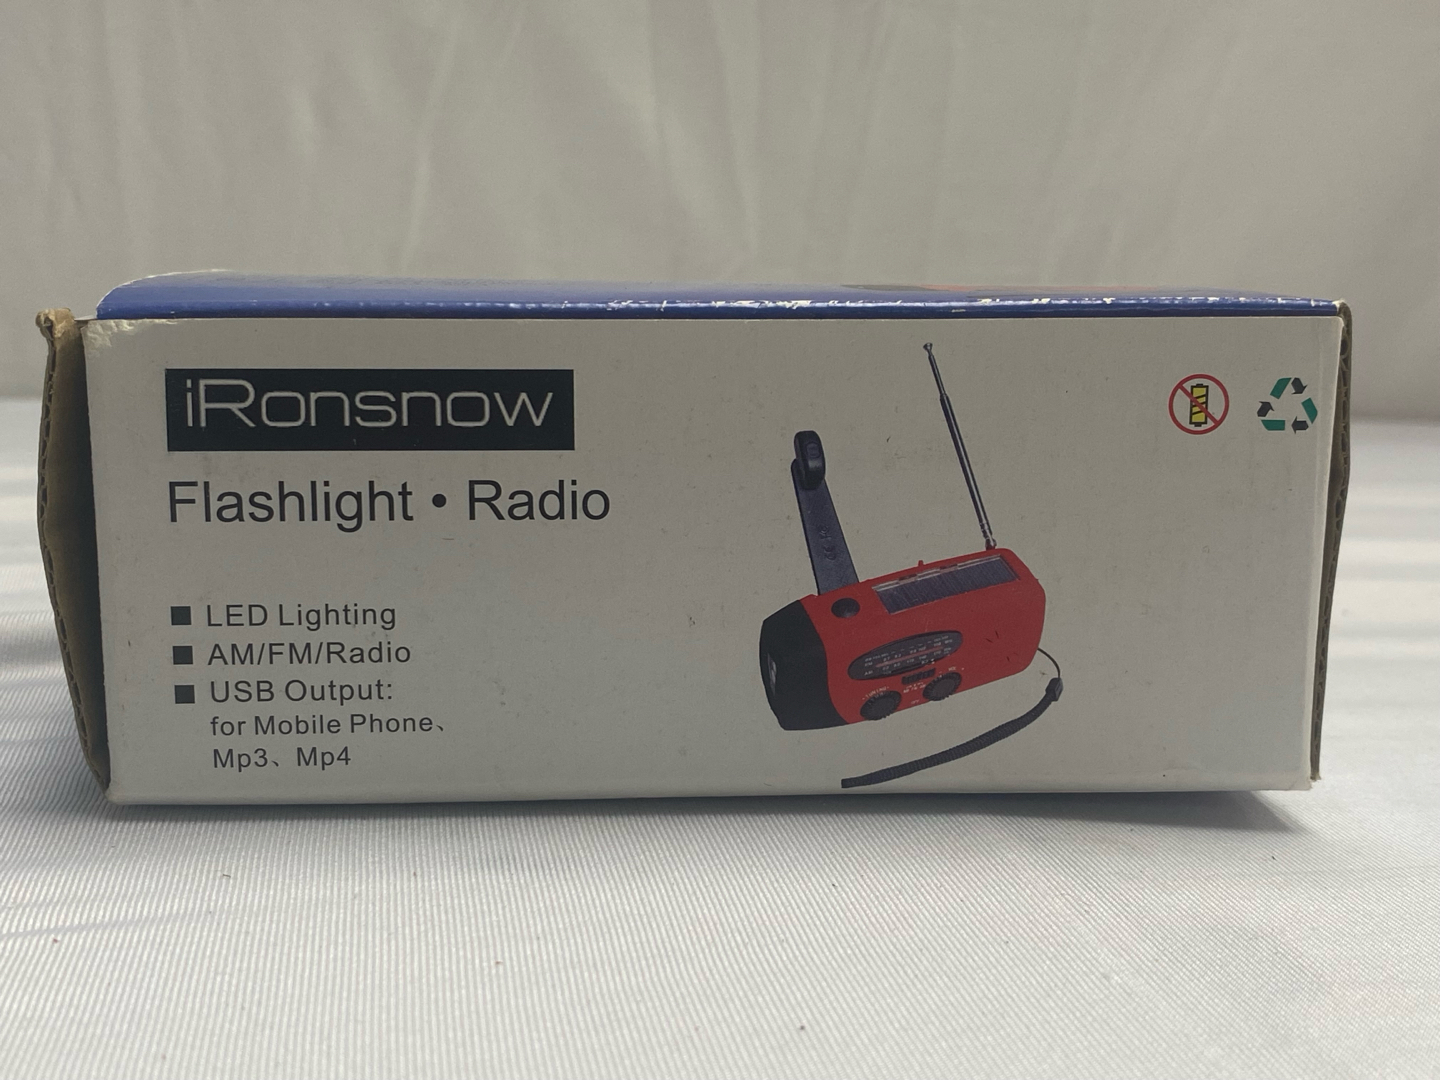 iRonsnow
Flashlight • Radio
■ LED Lighting
■ AM/FM/Radio
■ USB Output:
for Mobile Phone、
Mp3、Mp4